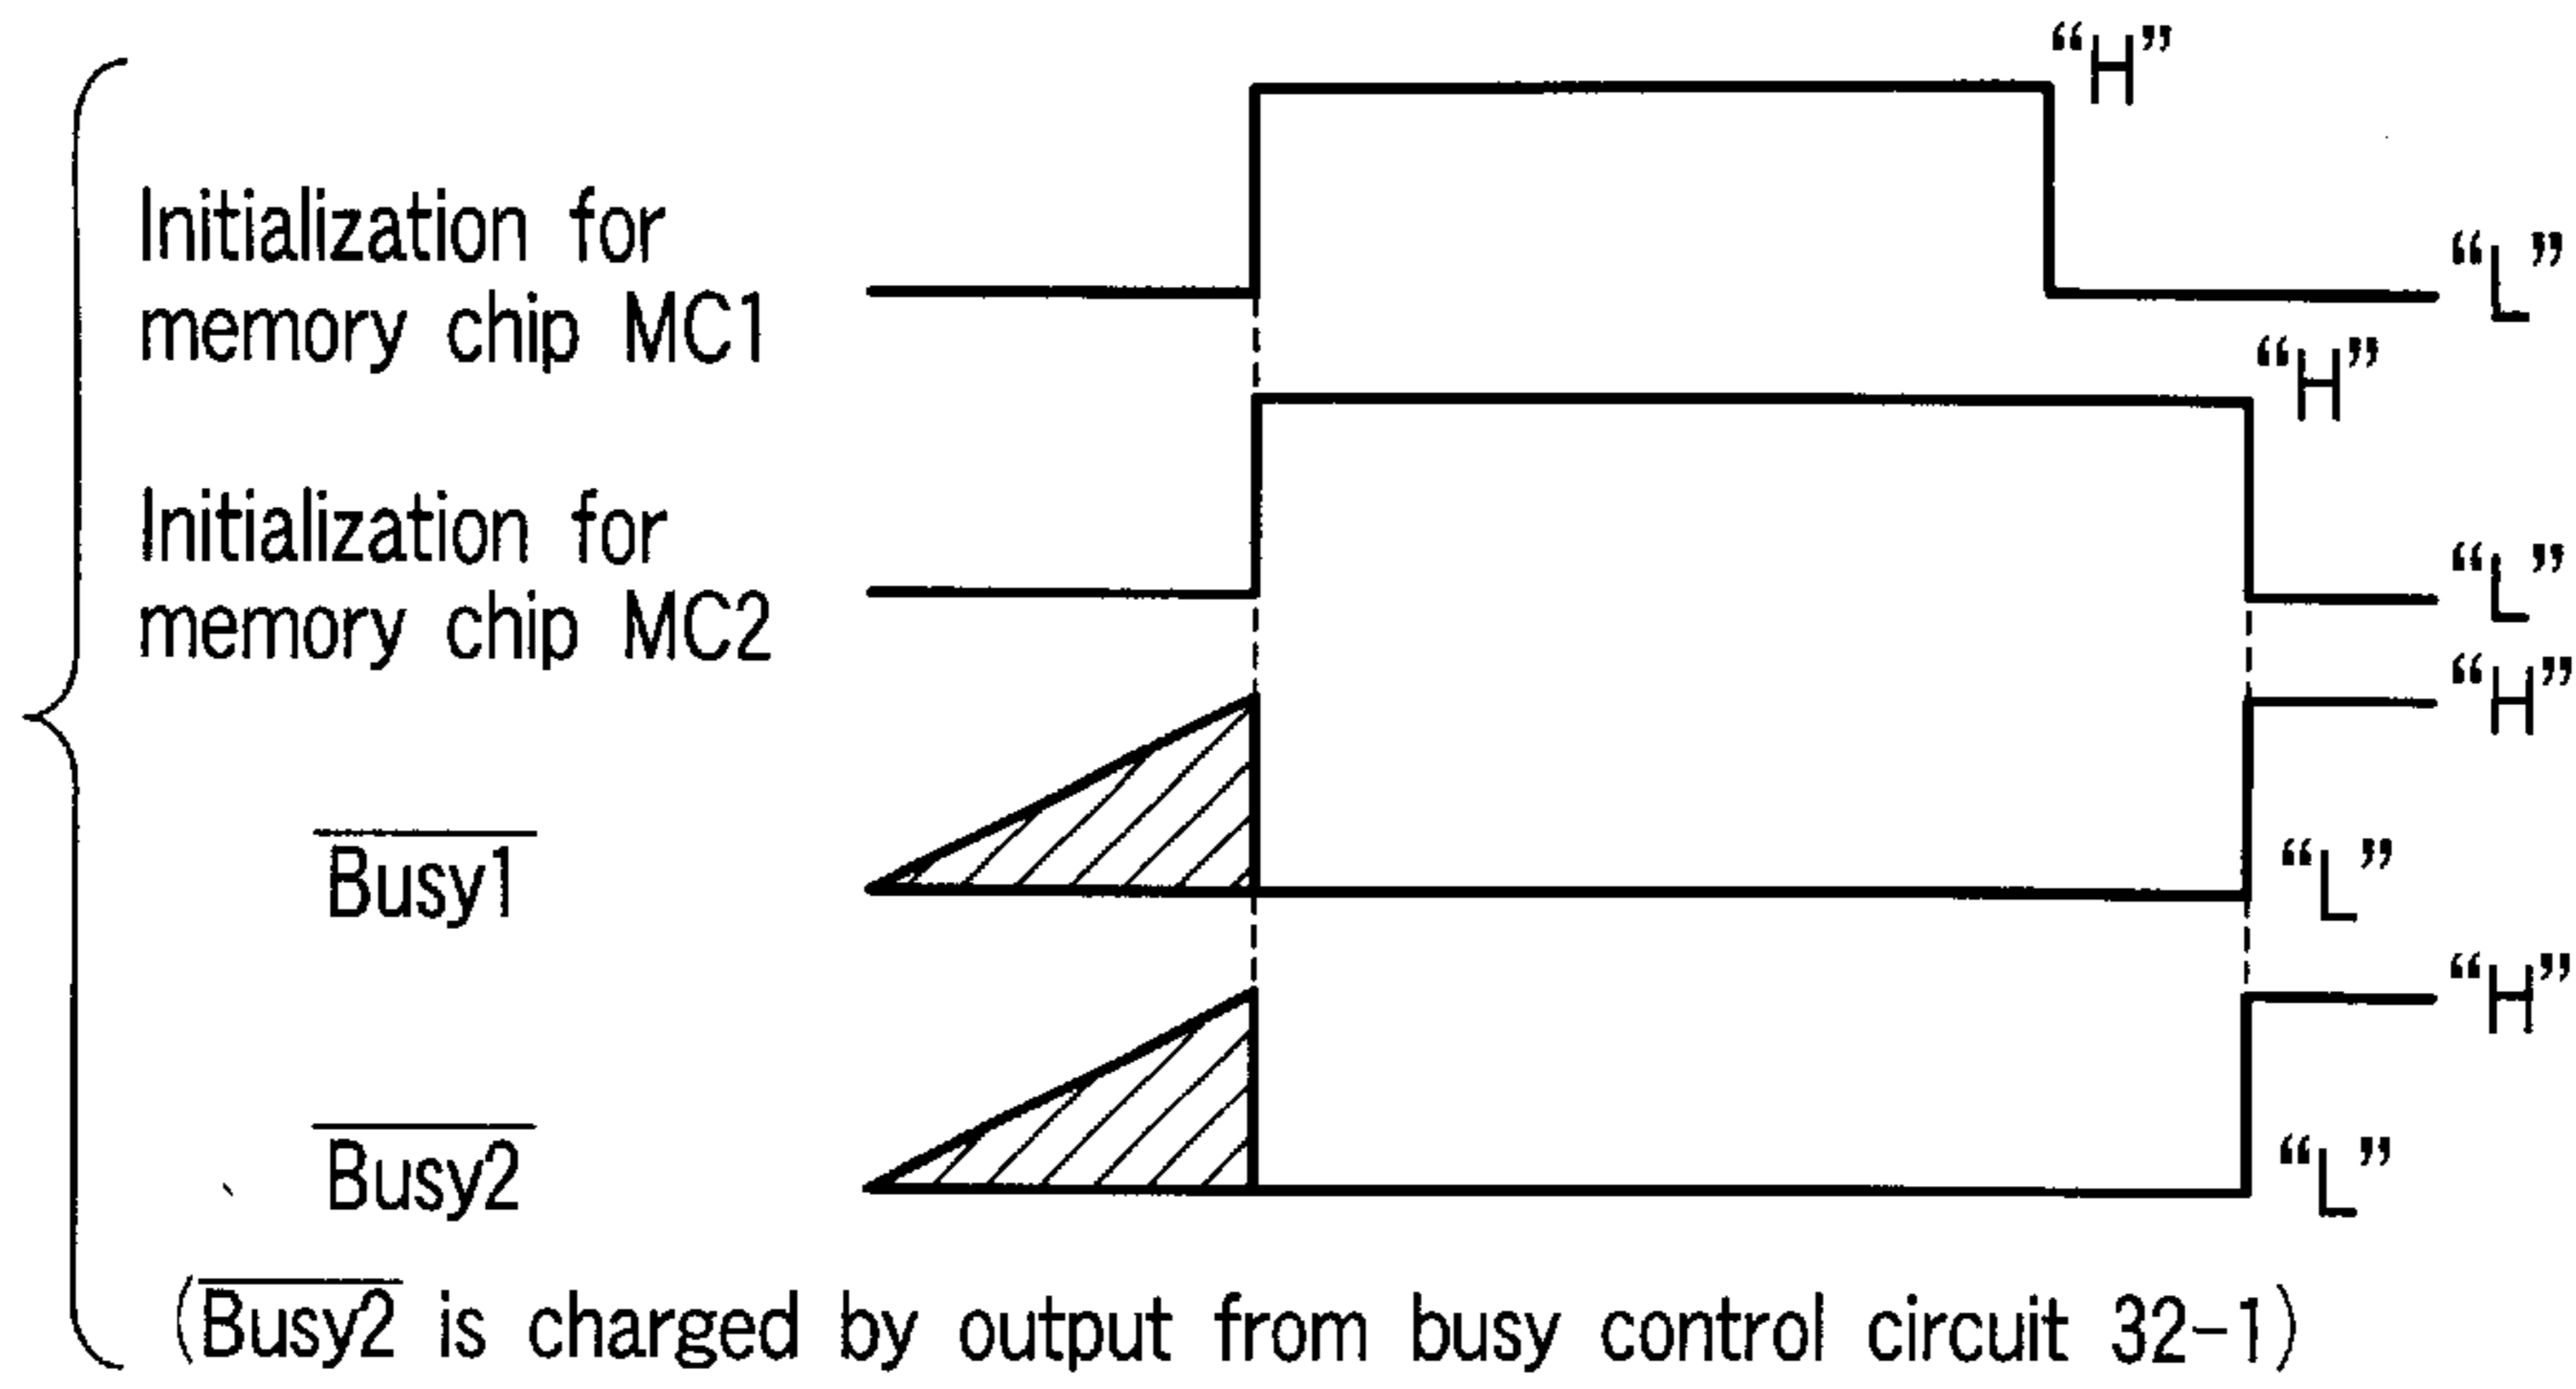 “H”
Initialization for
memory chip MC1
“L”
“H”
Initialization for
memory chip MC2
“L”
“H”
Busy1
“L”
“H”
Busy2
“L”
(Busy2 is charged by output from busy control circuit 32-1)